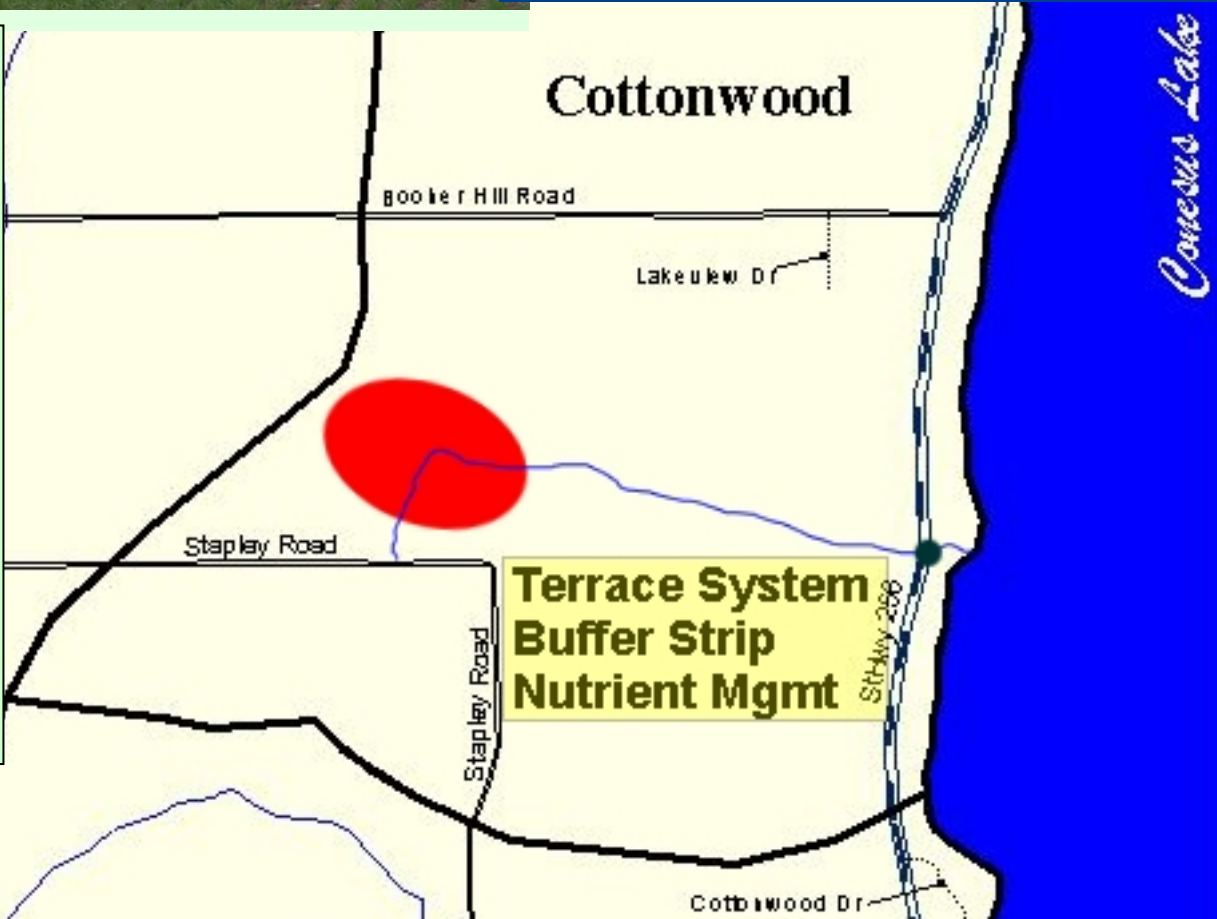 Cottonwood
Conesus Lake
Booker Hill Road
Lakeview Dr
Stapley Road
Terrace System
Buffer Strip
Nutrient Mgmt
St Hwy 256
Stapley Road
Cottonwood Dr